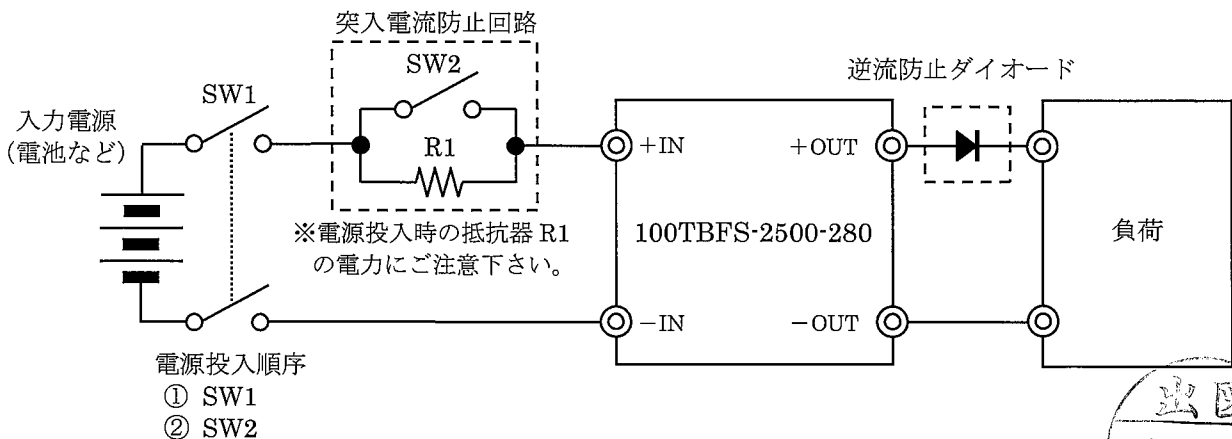 突入電流防止回路
SW2
逆流防止ダイオード
SW1
入力電源
(電池など)
R1
+IN
+OUT
※電源投入時の抵抗器 R1
の電力にご注意下さい。
100TBFS-2500-280
負荷
−IN
−OUT
電源投入順序
① SW1
② SW2
出図